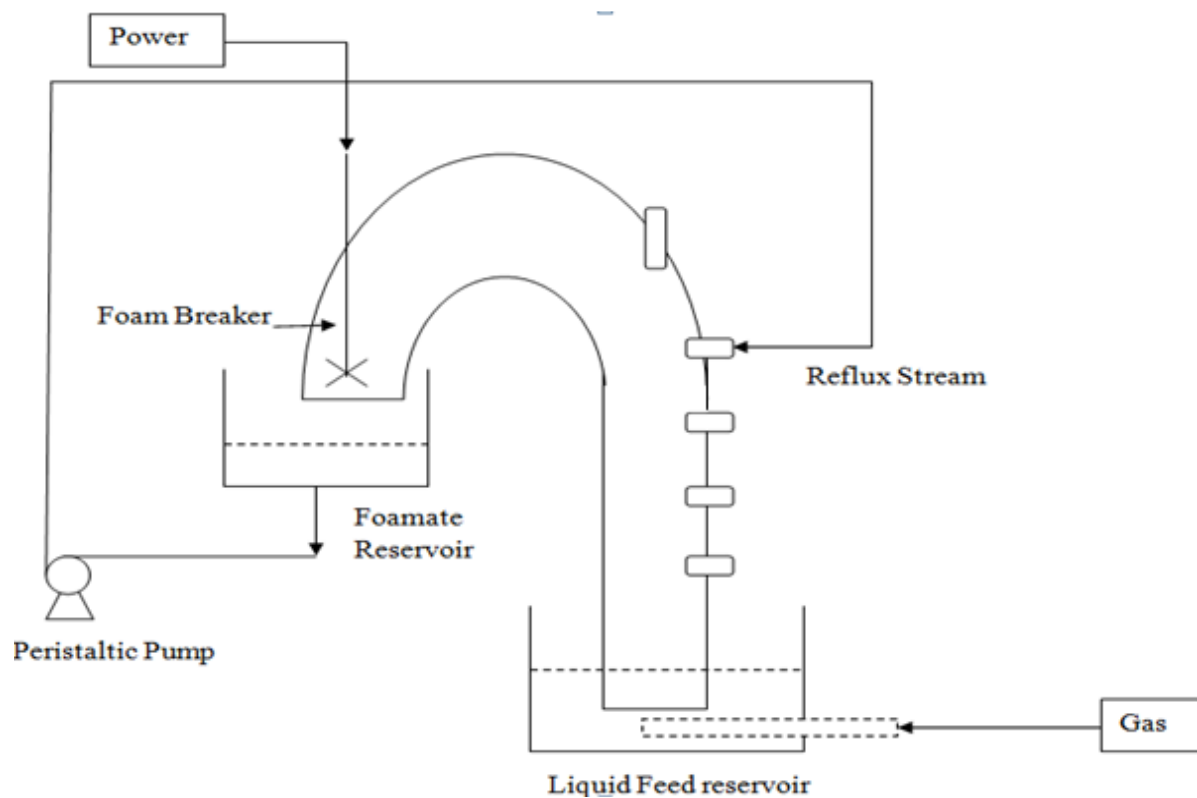 Power
Foam Breaker
Reflux Stream
Foamate
Reservoir
Peristaltic Pump
Gas
Liquid Feed reservoir